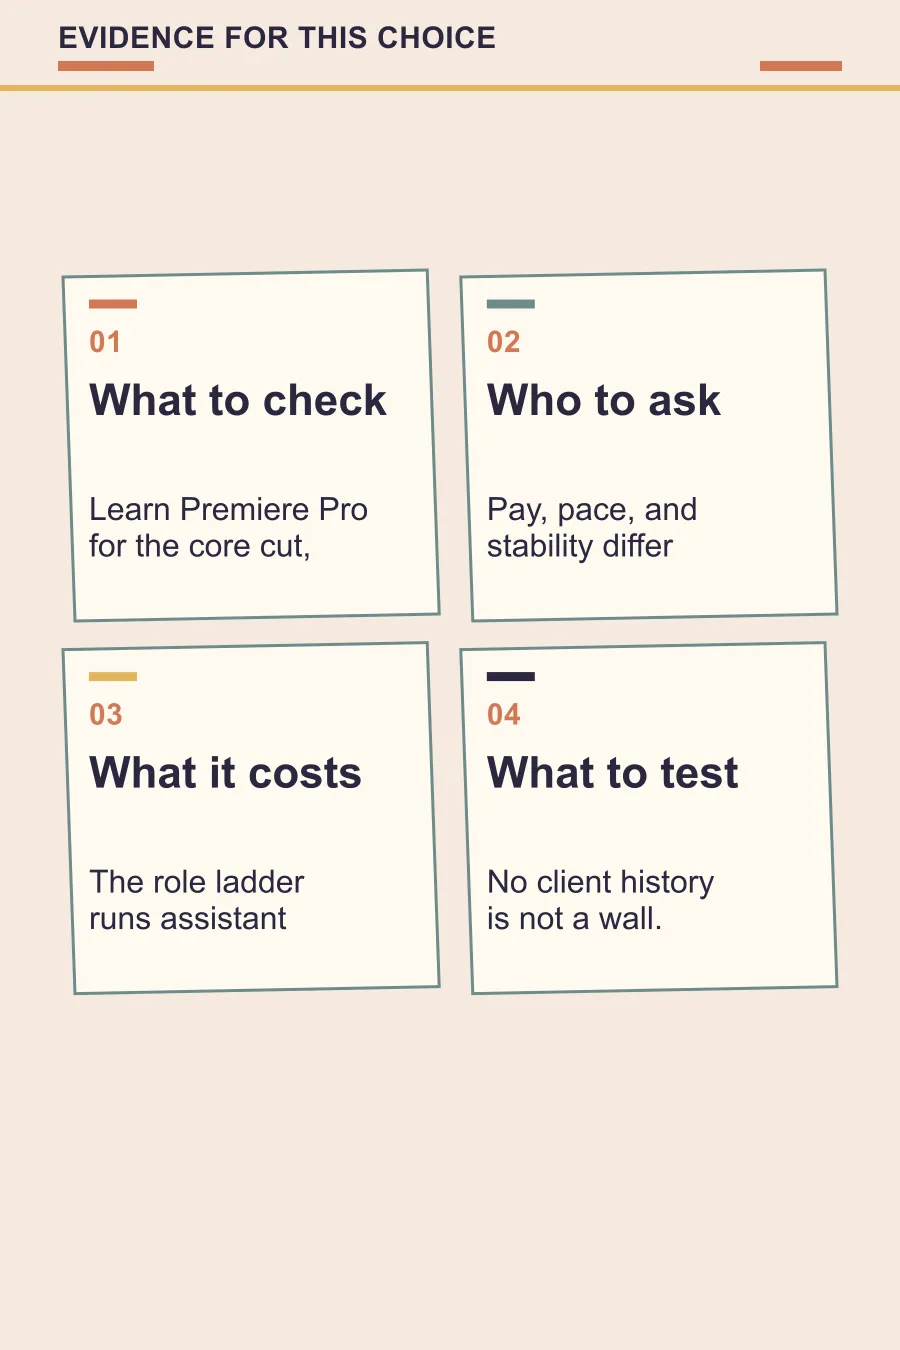 EVIDENCE FOR THIS CHOICE
01
What to check
Learn Premiere Pro
for the core cut,
02
Who to ask
Pay, pace, and
stability differ
03
What it costs
The role ladder
runs assistant
04
What to test
No client history
is not a wall.